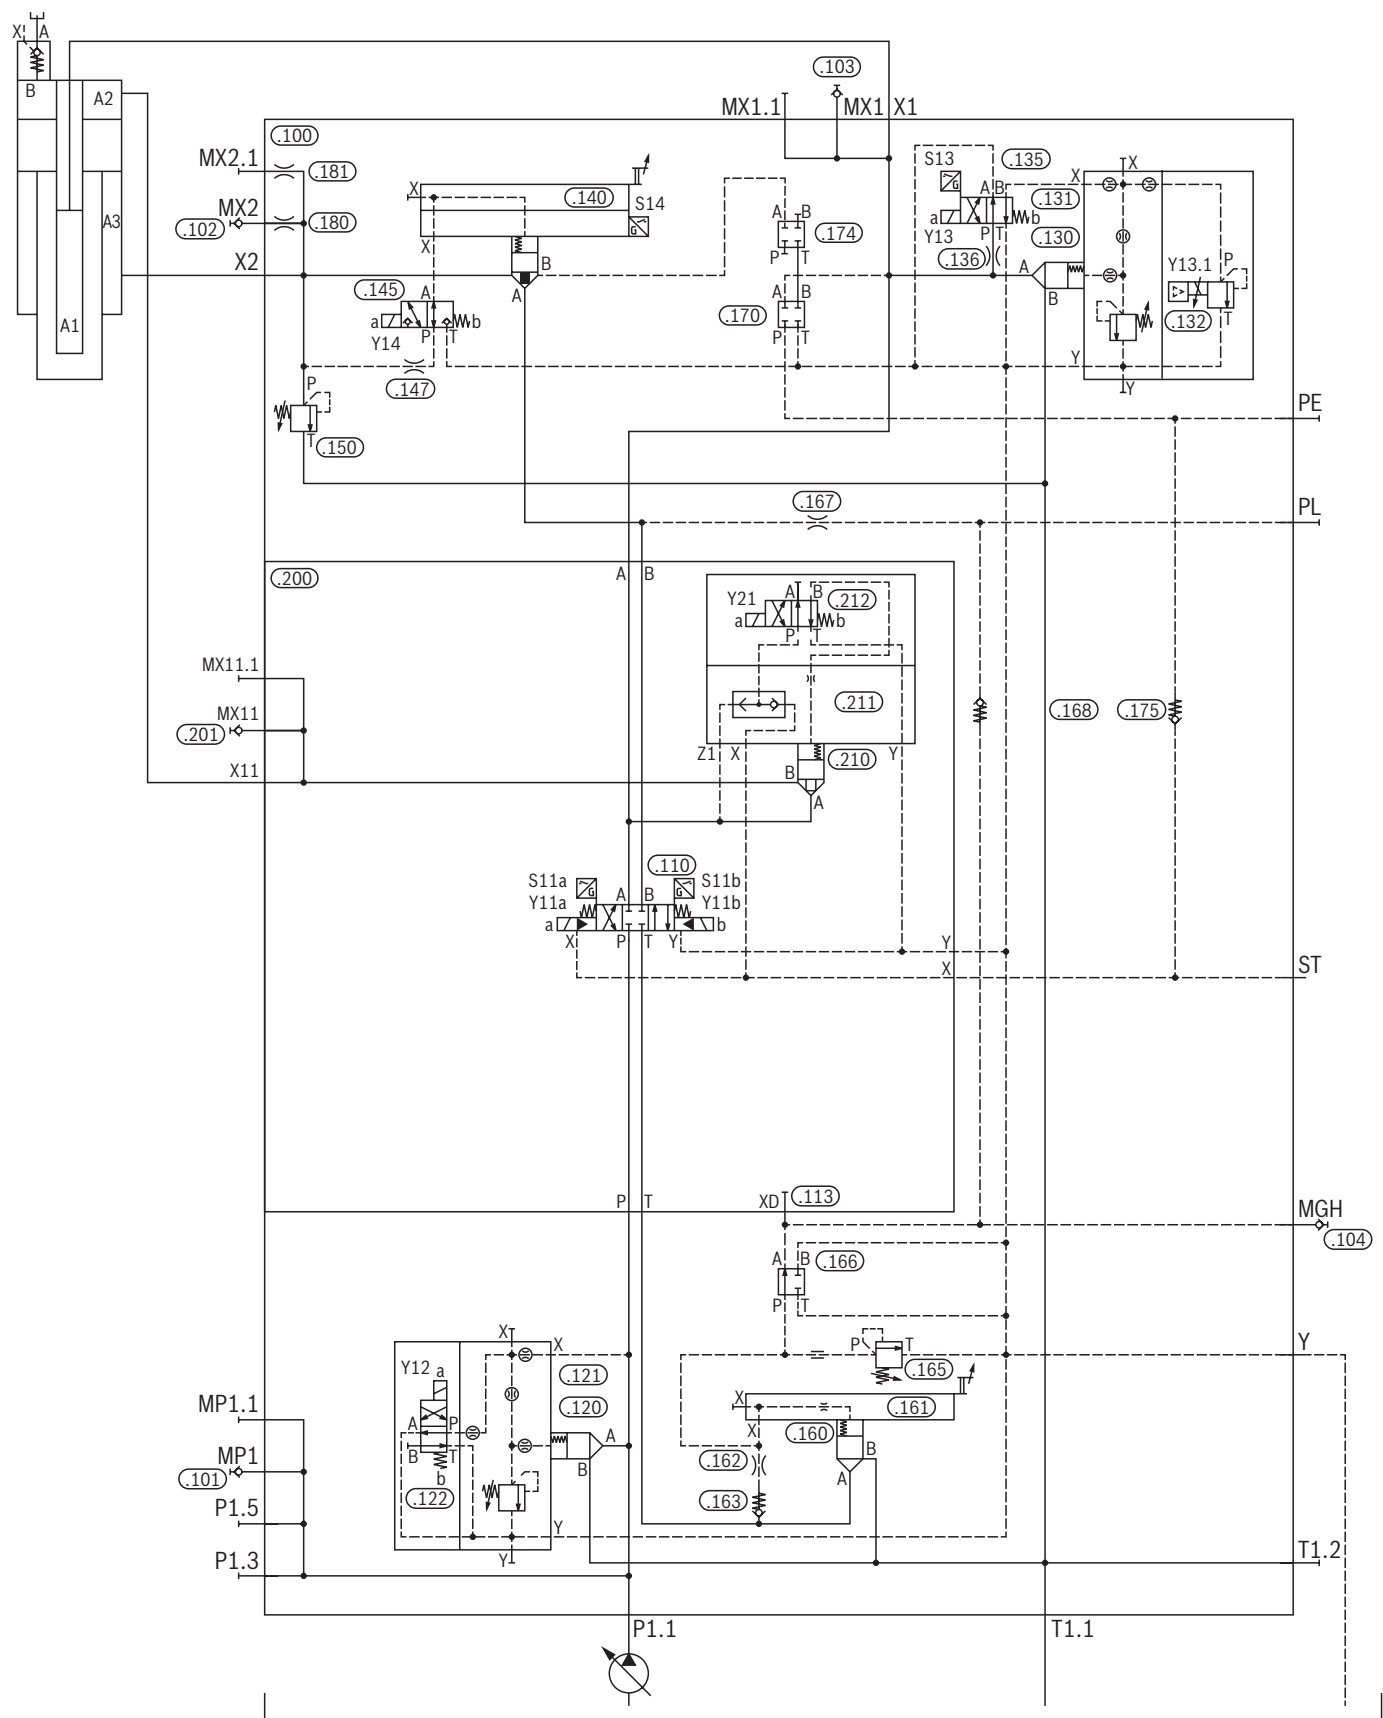 X A
B A2
A3
A1
.103
MX1.1 MX1 X1
.100
MX2.1 .181
MX2 .180
.102
X2
X .140 S14
X B
A
.145 A
a b
Y14 P T
.147
P
T .150
A B .174
P T
A B
.170
P T
S13 .135
A B .131
a b
Y13 P T .130
.136
A
B
X X
Y13.1 P
.132 T
Y
Y
PE
.167
PL
.200 A B
Y21 A B .212
a b
P T
MX11.1
MX11 .211
.201
Z1 X .210 Y
X11 B
A
.168 .175
.110
S11a A B S11b
Y11a Y11b
a b
X P T Y
Y
X ST
P T XD .113
MGH
.104
A B .166
P T
X X
Y12 a .121
.120
A P
B T
b
.122
A
B
Y
Y
P T Y
.165
X .161
X .160
B
.162
A
.163
MP1.1
MP1
.101
P1.5
P1.3
T1.2
P1.1 T1.1